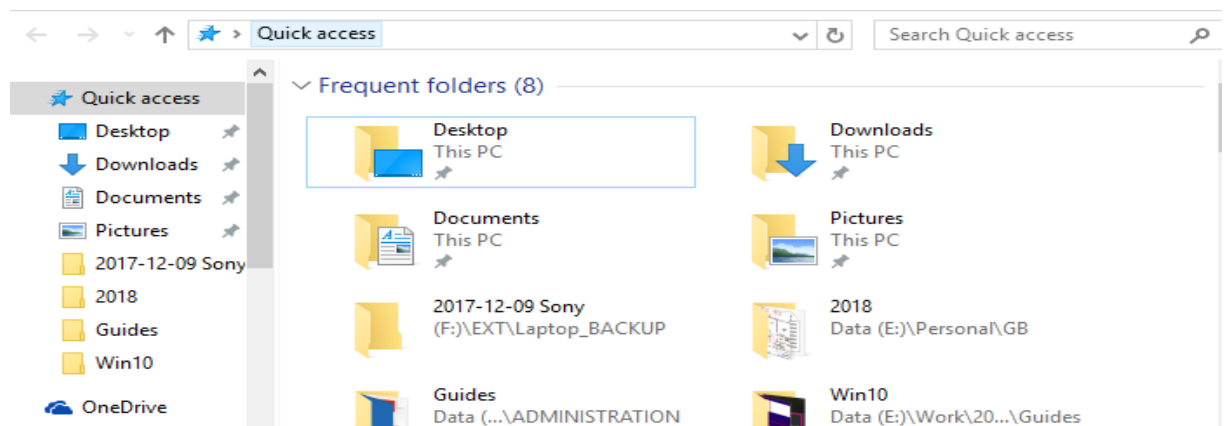 Quick access
Search Quick access
Quick access
Desktop
Downloads
Documents
Pictures
2017-12-09 Sony
2018
Guides
Win10
OneDrive
Frequent folders (8)
Desktop
This PC
Downloads
This PC
Documents
This PC
Pictures
This PC
2017-12-09 Sony
(F:)\EXT\Laptop_BACKUP
2018
Data (E:)\Personal\GB
Guides
Data (...\ADMINISTRATION
Win10
Data (E:)\Work\20...\Guides